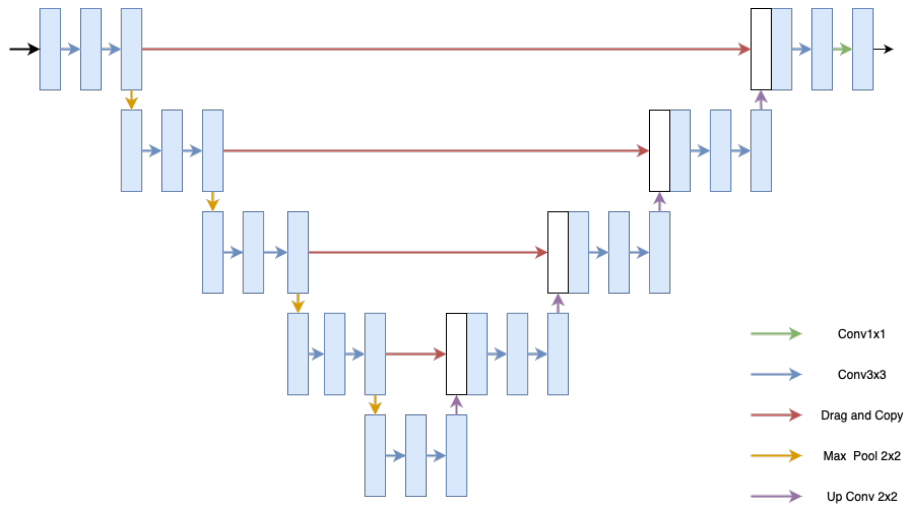 Conv1x1
Conv3x3
Drag and Copy
Max Pool 2x2
Up Conv 2x2